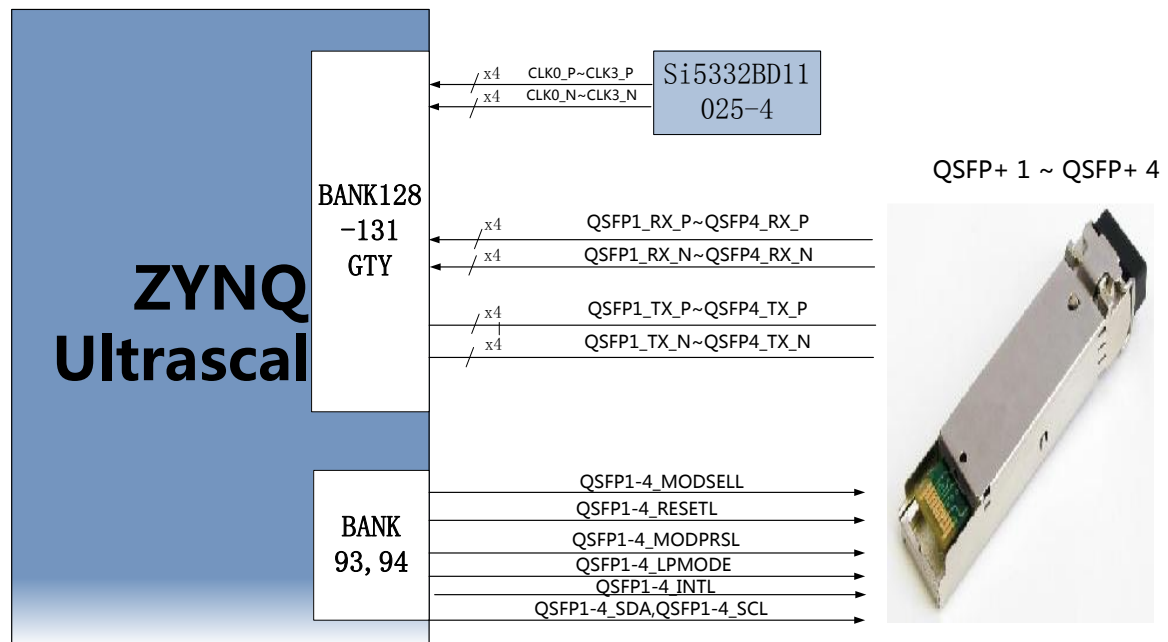 x4 CLK0_P~CLK3_P
x4 CLK0_N~CLK3_N
Si5332BD11
025-4
QSFP+ 1 ~ QSFP+ 4
BANK128
-131
GTY
x4 QSFP1_RX_P~QSFP4_RX_P
x4 QSFP1_RX_N~QSFP4_RX_N
x4 QSFP1_TX_P~QSFP4_TX_P
x4 QSFP1_TX_N~QSFP4_TX_N
ZYNQ
Ultrascal
BANK
93,94
QSFP1-4_MODSELL
QSFP1-4_RESETL
QSFP1-4_MODPRSL
QSFP1-4_LPMODE
QSFP1-4_INTL
QSFP1-4_SDA,QSFP1-4_SCL